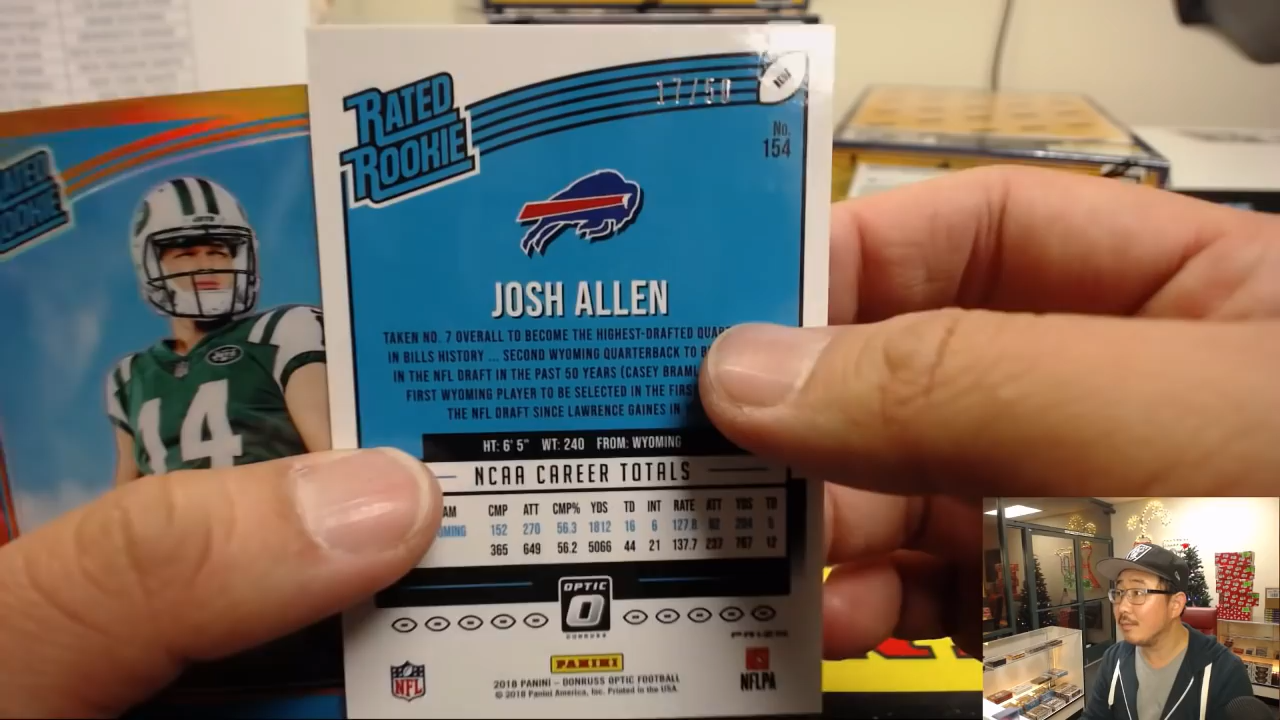 RATED
ROOKIE
17/50
No.
154
JOSH ALLEN
TAKEN NO. 7 OVERALL TO BECOME THE HIGHEST-DRAFTED
IN BILLS HISTORY ... SECOND WYOMING QUARTERBACK TO
IN THE NFL DRAFT IN THE PAST 50 YEARS (CASEY
FIRST WYOMING PLAYER TO BE SELECTED IN THE
THE NFL DRAFT SINCE LAWRENCE GAINES IN
HT: 6' 5" WT: 240 FROM: WYOMING
NCAA CAREER TOTALS
CMP ATT CMP% YDS TD INT RATE ATT YDS TD
152 270 56.3 1812 16 6 127.8 92 204 5
365 649 56.2 5066 44 21 137.7 237 767 12
OPTIC
DONRUSS
PRIZM
PANINI
NFL
NFLPA
2018 PANINI – DONRUSS OPTIC FOOTBALL
© 2018 Panini America, Inc. Printed in the USA.
RATED
ROOKIE
JETS
NY
14